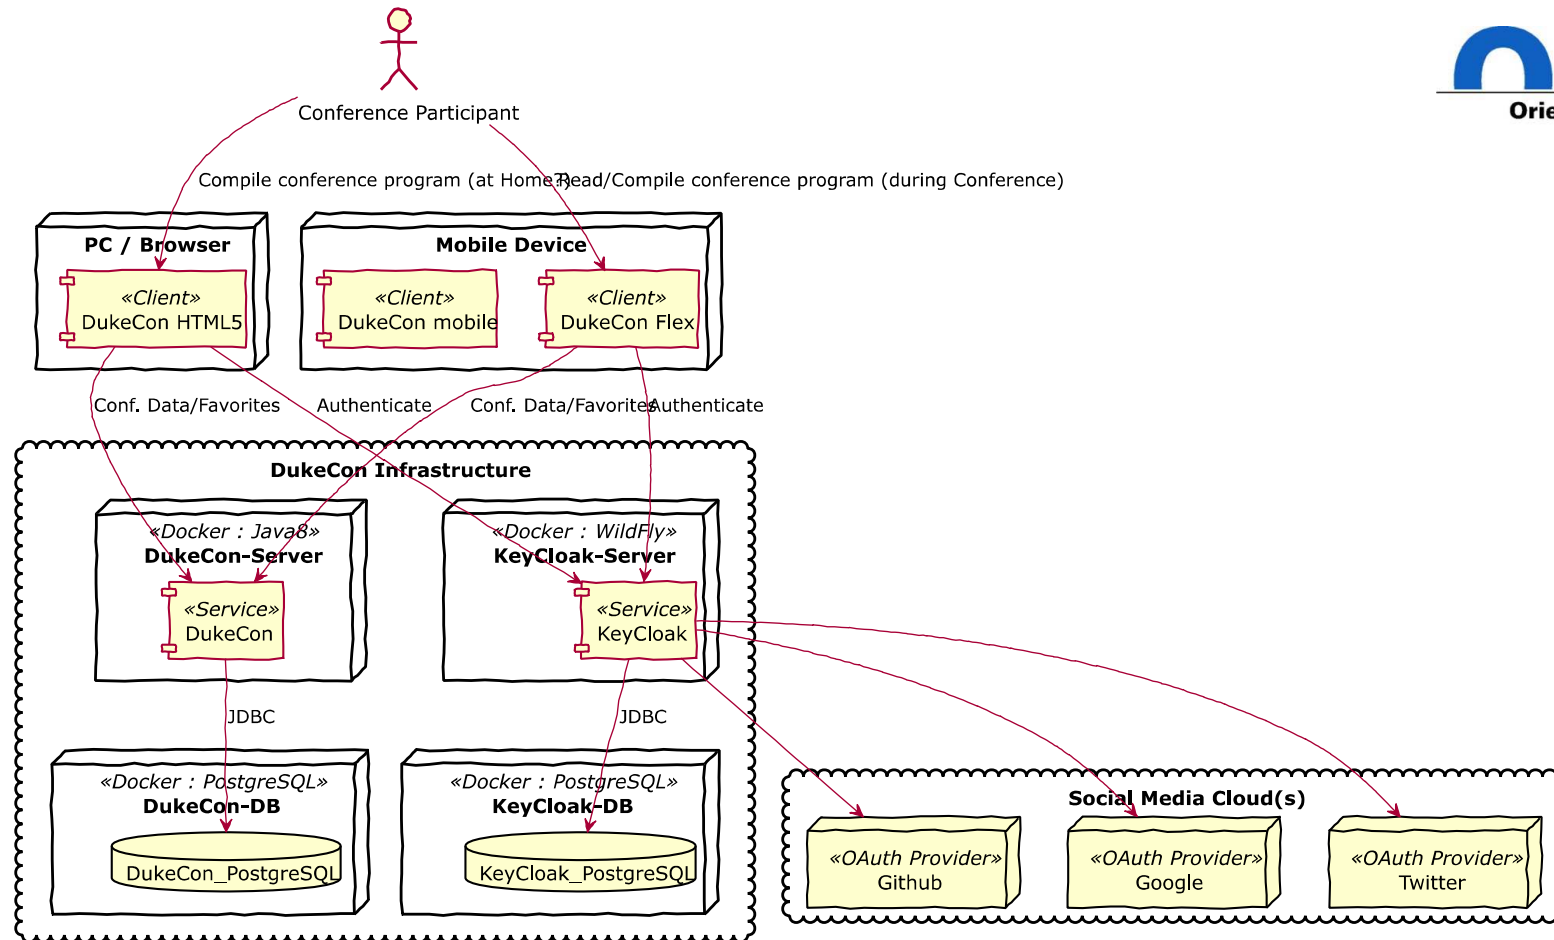 Orie
Conference Participant
Compile conference program (at Home?)
Read/Compile conference program (during Conference)
PC / Browser
Mobile Device
«Client»
DukeCon HTML5
«Client»
DukeCon mobile
«Client»
DukeCon Flex
Conf. Data/Favorites
Authenticate
Conf. Data/Favorites
Authenticate
DukeCon Infrastructure
«Docker : Java8»
DukeCon-Server
«Docker : WildFly»
KeyCloak-Server
«Service»
DukeCon
«Service»
KeyCloak
JDBC
JDBC
«Docker : PostgreSQL»
DukeCon-DB
«Docker : PostgreSQL»
KeyCloak-DB
DukeCon_PostgreSQL
KeyCloak_PostgreSQL
Social Media Cloud(s)
«OAuth Provider»
Github
«OAuth Provider»
Google
«OAuth Provider»
Twitter